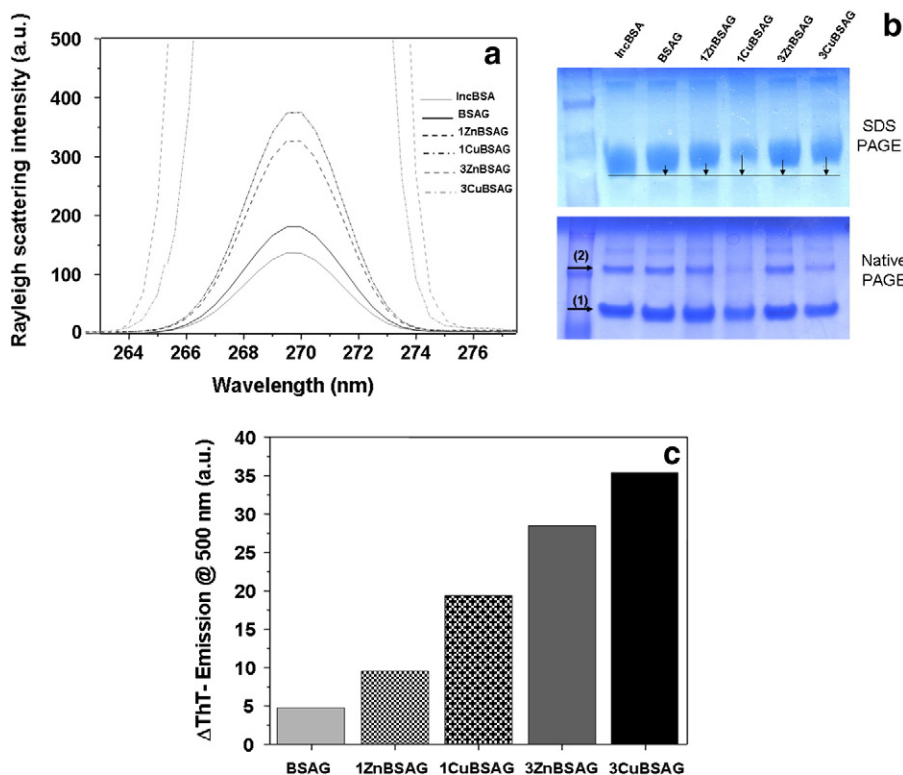 a
Rayleigh scattering intensity (a.u.)
500
400
300
200
100
0
264 266 268 270 272 274 276
Wavelength (nm)
IncBSA
BSAG
1ZnBSAG
1CuBSAG
3ZnBSAG
3CuBSAG
b
IncBSA BSAG 1ZnBSAG 1CuBSAG 3ZnBSAG 3CuBSAG
SDS
PAGE
(2)
(1)
Native
PAGE
c
ΔThT- Emission @ 500 nm (a.u.)
40
35
30
25
20
15
10
5
0
BSAG 1ZnBSAG 1CuBSAG 3ZnBSAG 3CuBSAG